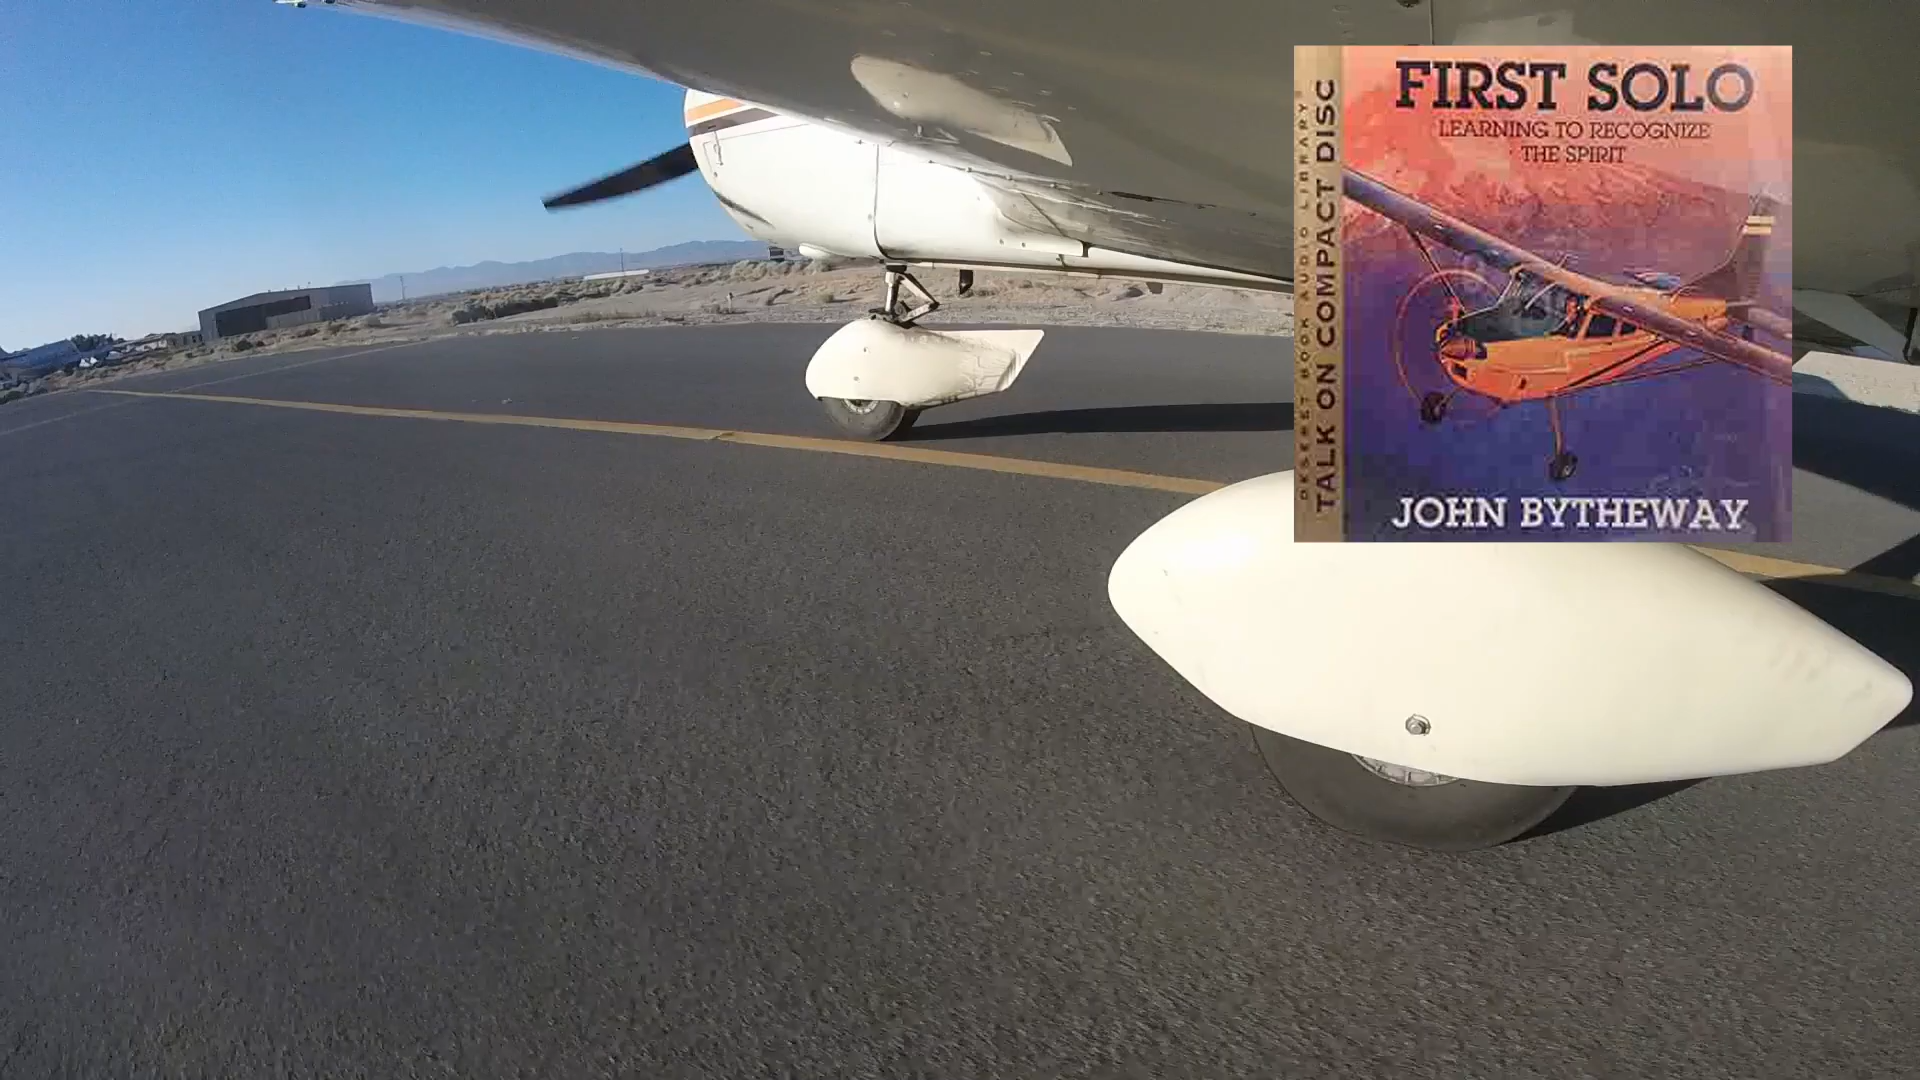 FIRST SOLO
LEARNING TO RECOGNIZE
THE SPIRIT
DESERET BOOK AUDIO LIBRARY
TALK ON COMPACT DISC
JOHN BYTHEWAY